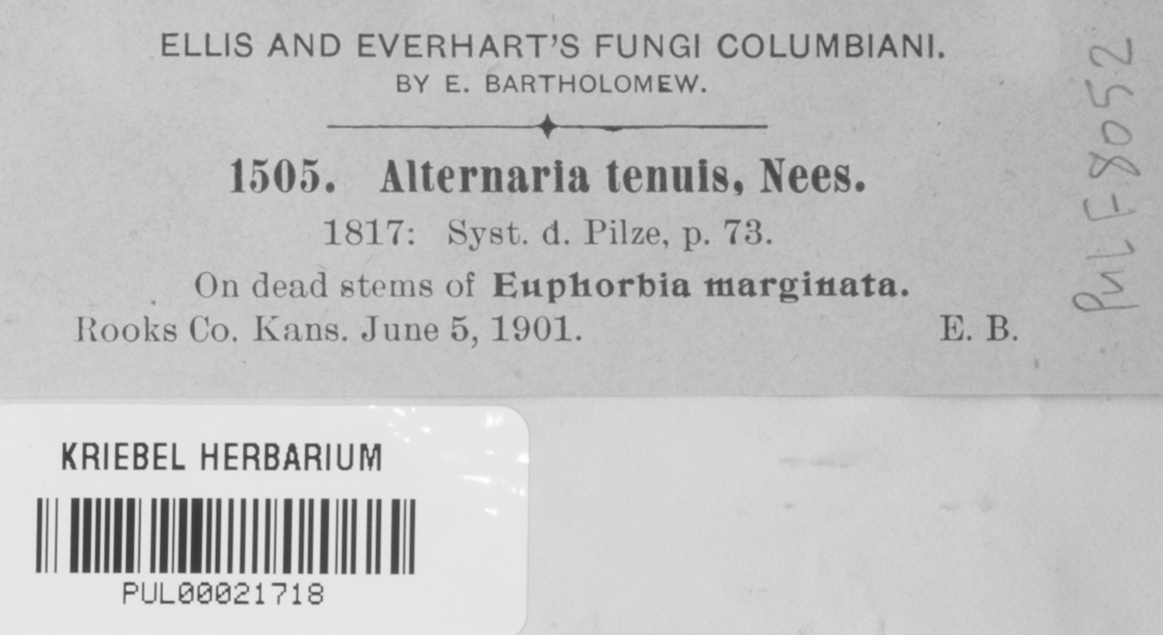 ELLIS AND EVERHART'S FUNGI COLUMBIANI.
BY E. BARTHOLOMEW.
1505. Alternaria tenuis, Nees.
1817: Syst. d. Pilze, p. 73.
On dead stems of Euphorbia marginata.
Rooks Co. Kans. June 5, 1901. E. B.
PUL F8052
KRIEBEL HERBARIUM
PUL00021718